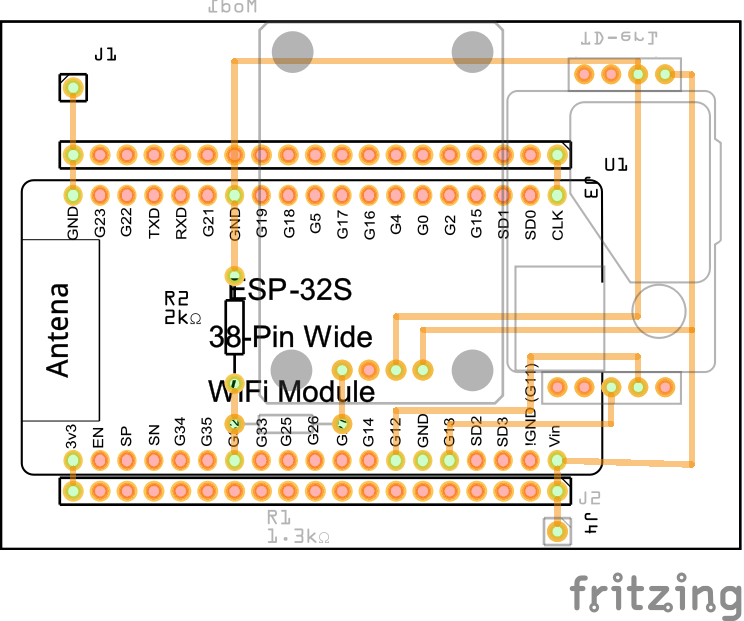 J1
U1
J3
GND G23 G22 TXD RXD G21 GND G19 G18 G5 G17 G16 G4 G0 G2 G15 SD1 SD0 CLK
Antena
R2
2kΩ
ESP-32S
38-Pin Wide
WiFi Module
3v3 EN SP SN G34 G35 G32 G33 G25 G26 G27 G14 G12 GND G13 SD2 SD3 !GND (G11) Vin
J2
R1
1.3kΩ
J4
fritzing